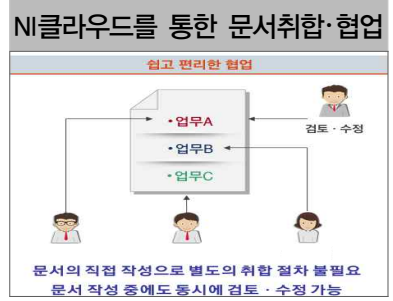 NI클라우드를 통한 문서취합·협업
쉽고 편리한 협업
•업무A
검토 · 수정
•업무B
•업무C
문서의 직접 작성으로 별도의 취합 절차 불필요
문서 작성 중에도 동시에 검토 · 수정 가능